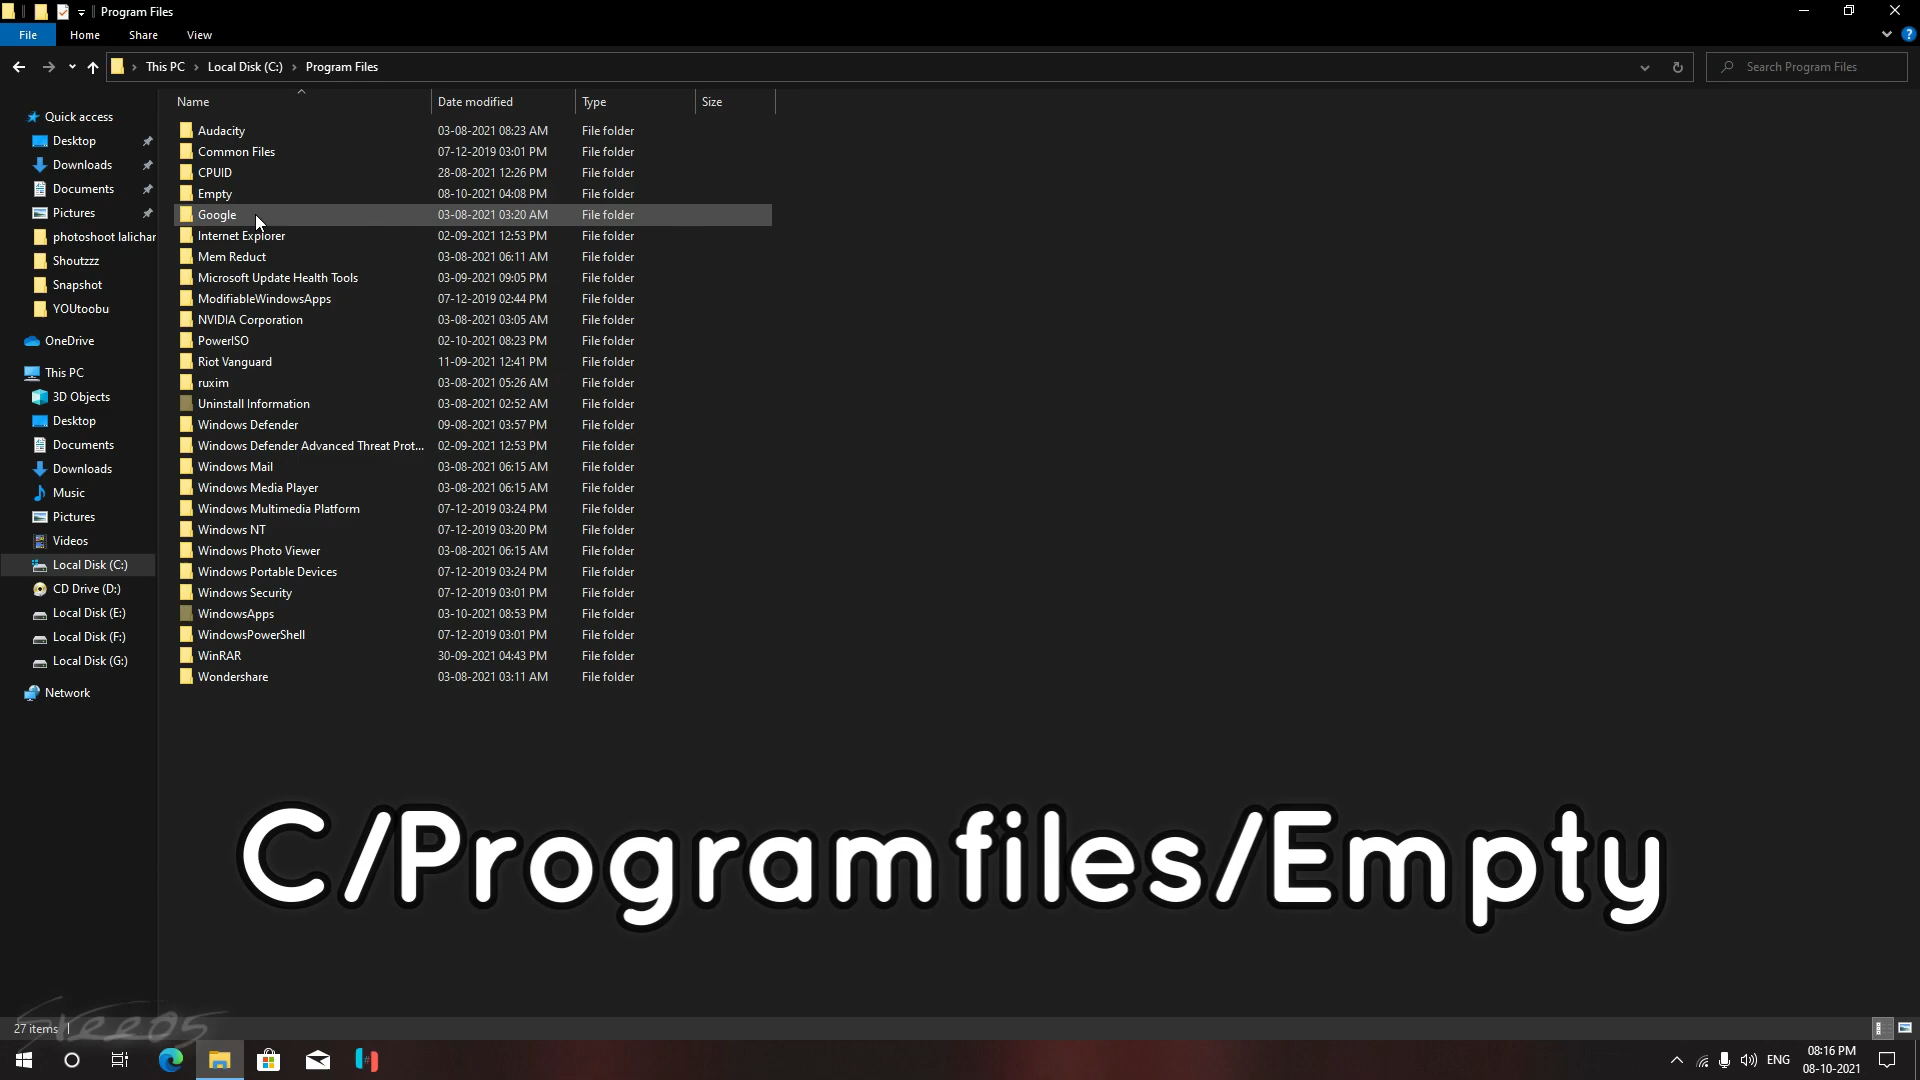 Program Files
File Home Share View
This PC Local Disk (C:) Program Files
Search Program Files
Name Date modified Type Size
Quick access
Desktop
Downloads
Documents
Pictures
photoshoot lalichar
Shoutzzz
Snapshot
YOUtoobu
OneDrive
This PC
3D Objects
Desktop
Documents
Downloads
Music
Pictures
Videos
Local Disk (C:)
CD Drive (D:)
Local Disk (E:)
Local Disk (F:)
Local Disk (G:)
Network
Audacity 03-08-2021 08:23 AM File folder
Common Files 07-12-2019 03:01 PM File folder
CPUID 28-08-2021 12:26 PM File folder
Empty 08-10-2021 04:08 PM File folder
Google 03-08-2021 03:20 AM File folder
Internet Explorer 02-09-2021 12:53 PM File folder
Mem Reduct 03-08-2021 06:11 AM File folder
Microsoft Update Health Tools 03-09-2021 09:05 PM File folder
ModifiableWindowsApps 07-12-2019 02:44 PM File folder
NVIDIA Corporation 03-08-2021 03:05 AM File folder
PowerISO 02-10-2021 08:23 PM File folder
Riot Vanguard 11-09-2021 12:41 PM File folder
ruxim 03-08-2021 05:26 AM File folder
Uninstall Information 03-08-2021 02:52 AM File folder
Windows Defender 09-08-2021 03:57 PM File folder
Windows Defender Advanced Threat Prot... 02-09-2021 12:53 PM File folder
Windows Mail 03-08-2021 06:15 AM File folder
Windows Media Player 03-08-2021 06:15 AM File folder
Windows Multimedia Platform 07-12-2019 03:24 PM File folder
Windows NT 07-12-2019 03:20 PM File folder
Windows Photo Viewer 03-08-2021 06:15 AM File folder
Windows Portable Devices 07-12-2019 03:24 PM File folder
Windows Security 07-12-2019 03:01 PM File folder
WindowsApps 03-10-2021 08:53 PM File folder
WindowsPowerShell 07-12-2019 03:01 PM File folder
WinRAR 30-09-2021 04:43 PM File folder
Wondershare 03-08-2021 03:11 AM File folder
C/Programfiles/Empty
27 items
ENG
08:16 PM
08-10-2021